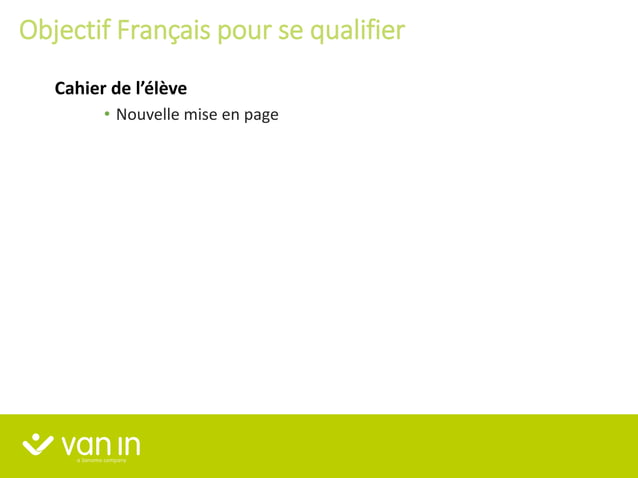 Objectif Français pour se qualifier
Cahier de l’élève
• Nouvelle mise en page
van in
a sanoma company